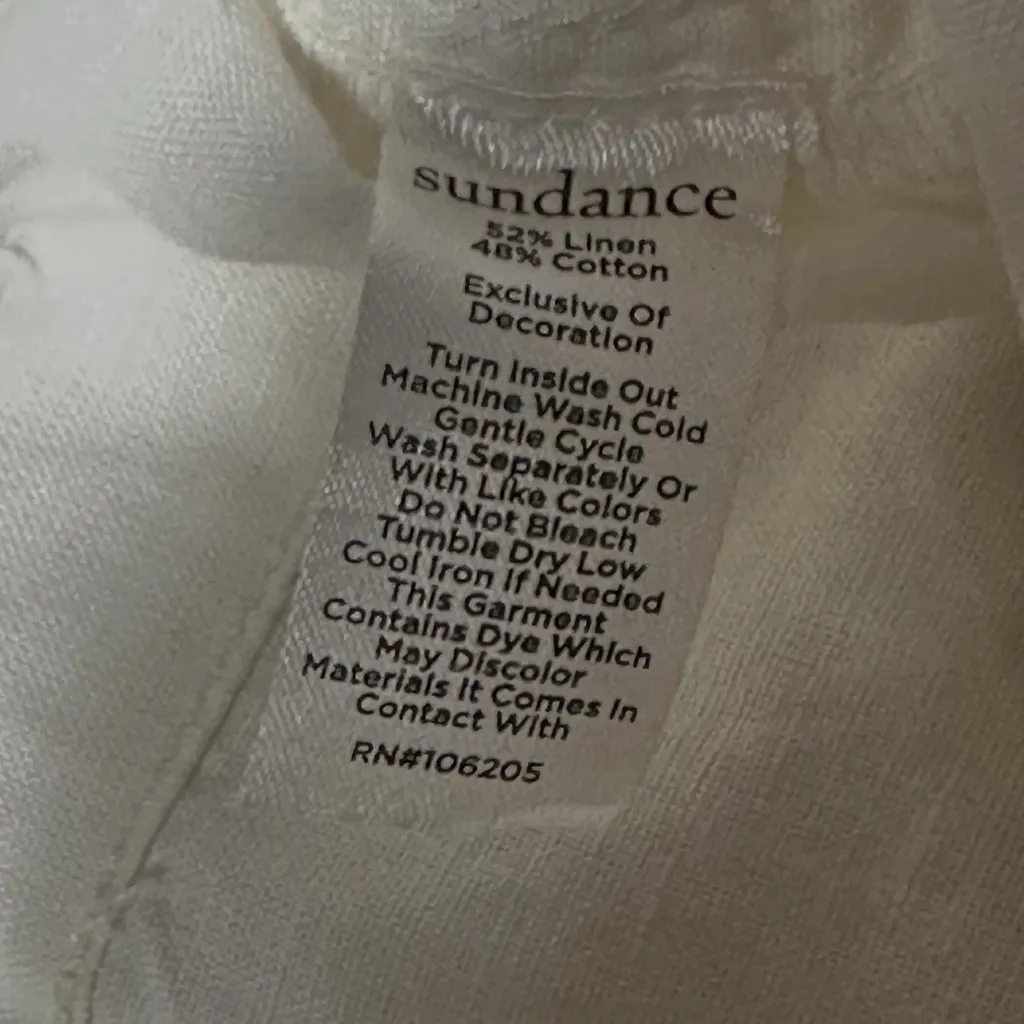 sundance
52% Linen
48% Cotton
Exclusive Of
Decoration
Turn Inside Out
Machine Wash Cold
Gentle Cycle
Wash Separately Or
With Like Colors
Do Not Bleach
Tumble Dry Low
Cool Iron If Needed
This Garment
Contains Dye Which
May Discolor
Materials It Comes In
Contact With
RN#106205